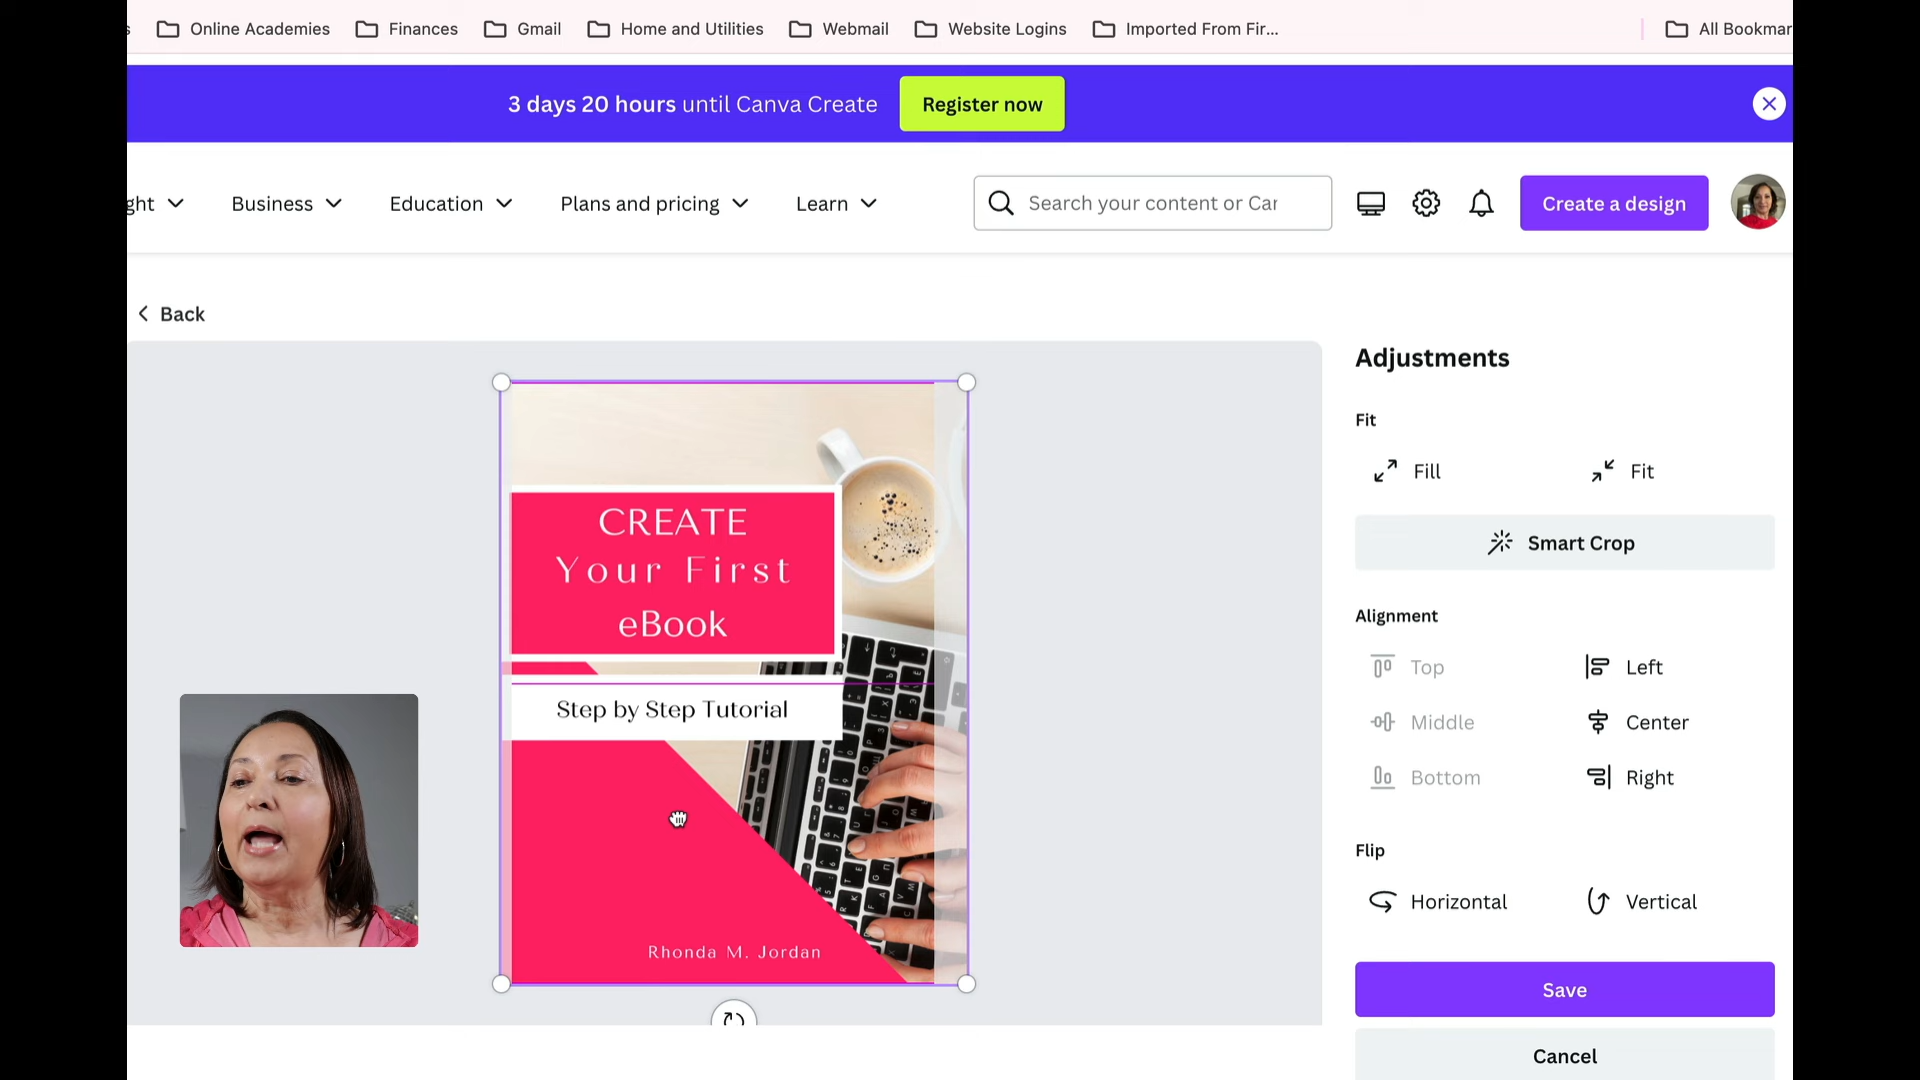 Online Academies
Finances
Gmail
Home and Utilities
Webmail
Website Logins
Imported From Fir...
All Bookmar
3 days 20 hours until Canva Create
Register now
ght
Business
Education
Plans and pricing
Learn
Search your content or Car
Create a design
Back
CREATE
Your First
eBook
Step by Step Tutorial
Rhonda M. Jordan
Adjustments
Fit
Fill
Fit
Smart Crop
Alignment
Top
Left
Middle
Center
Bottom
Right
Flip
Horizontal
Vertical
Save
Cancel